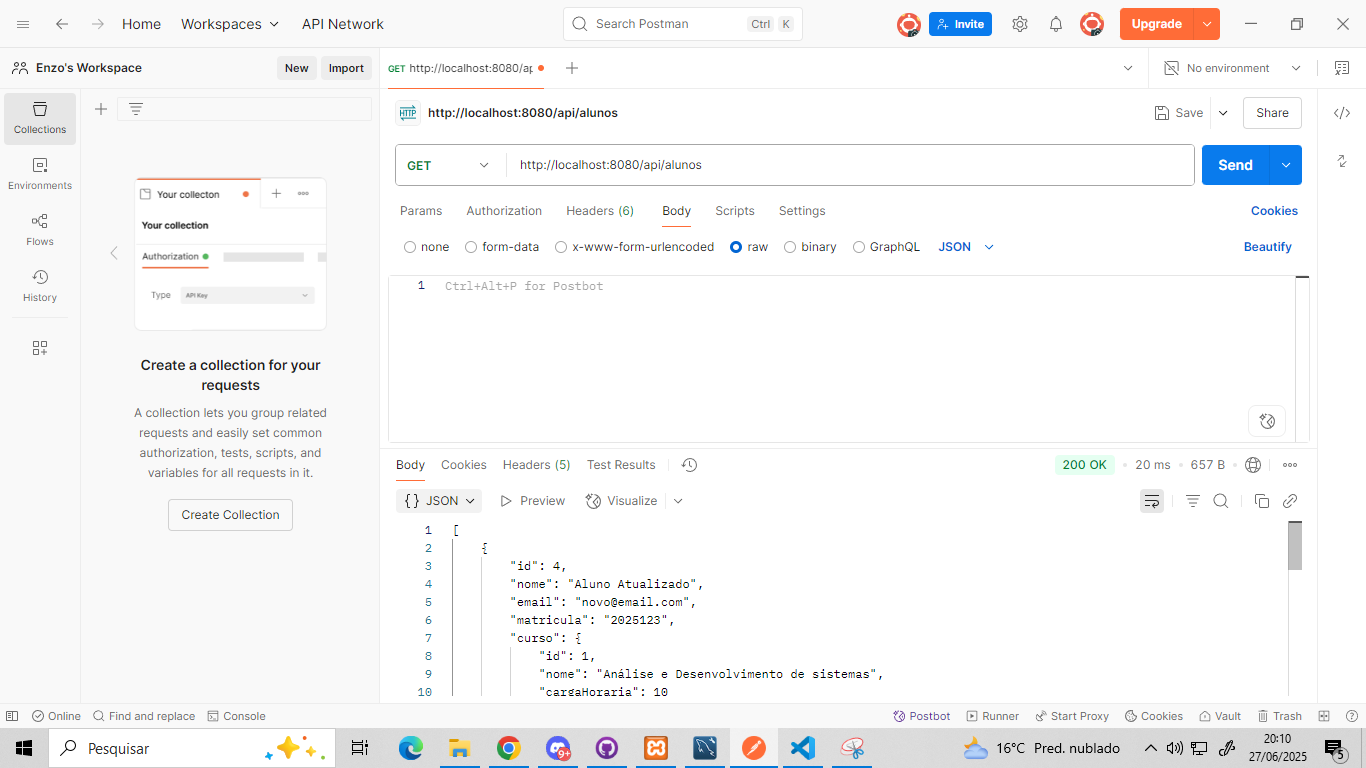 Home Workspaces API Network Search Postman Ctrl K Invite Upgrade
Enzo's Workspace New Import GET http://localhost:8080/ap No environment
Collections
Environments
Flows
History
Your collecton
Your collection
Authorization
Type API Key
Create a collection for your
requests
A collection lets you group related
requests and easily set common
authorization, tests, scripts, and
variables for all requests in it.
Create Collection
HTTP http://localhost:8080/api/alunos Save Share
GET http://localhost:8080/api/alunos Send
Params Authorization Headers (6) Body Scripts Settings Cookies
none form-data x-www-form-urlencoded raw binary GraphQL JSON Beautify
1 Ctrl+Alt+P for Postbot
Body Cookies Headers (5) Test Results 200 OK 20 ms 657 B
{} JSON Preview Visualize
1 [
2 {
3 "id": 4,
4 "nome": "Aluno Atualizado",
5 "email": "novo@email.com",
6 "matricula": "2025123",
7 "curso": {
8 "id": 1,
9 "nome": "Análise e Desenvolvimento de sistemas",
10 "cargaHoraria": 10
Online Find and replace Console Postbot Runner Start Proxy Cookies Vault Trash
Pesquisar 9+ 16°C Pred. nublado 20:10
27/06/2025 5